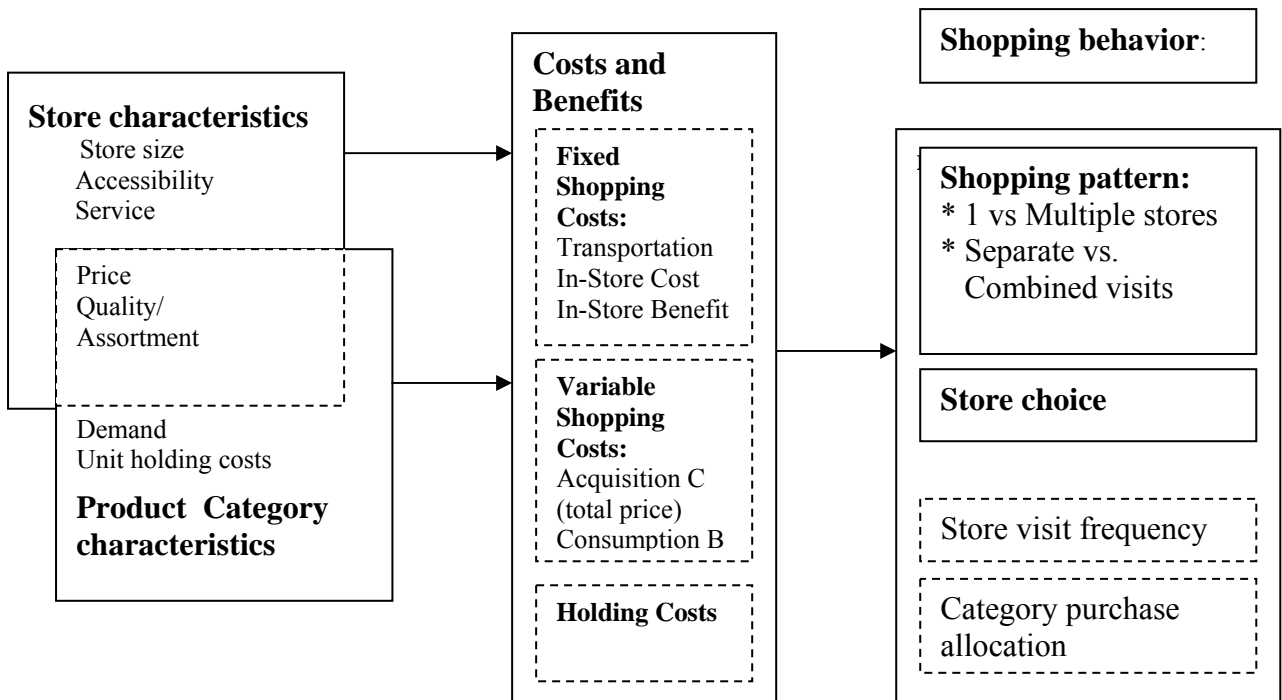 Store characteristics
Store size
Accessibility
Service
Price
Quality/
Assortment
Demand
Unit holding costs
Product Category
characteristics
Costs and
Benefits
Fixed
Shopping
Costs:
Transportation
In-Store Cost
In-Store Benefit
Variable
Shopping
Costs:
Acquisition C
(total price)
Consumption B
Holding Costs
Shopping behavior:
Shopping pattern:
* 1 vs Multiple stores
* Separate vs.
Combined visits
Store choice
Store visit frequency
Category purchase
allocation